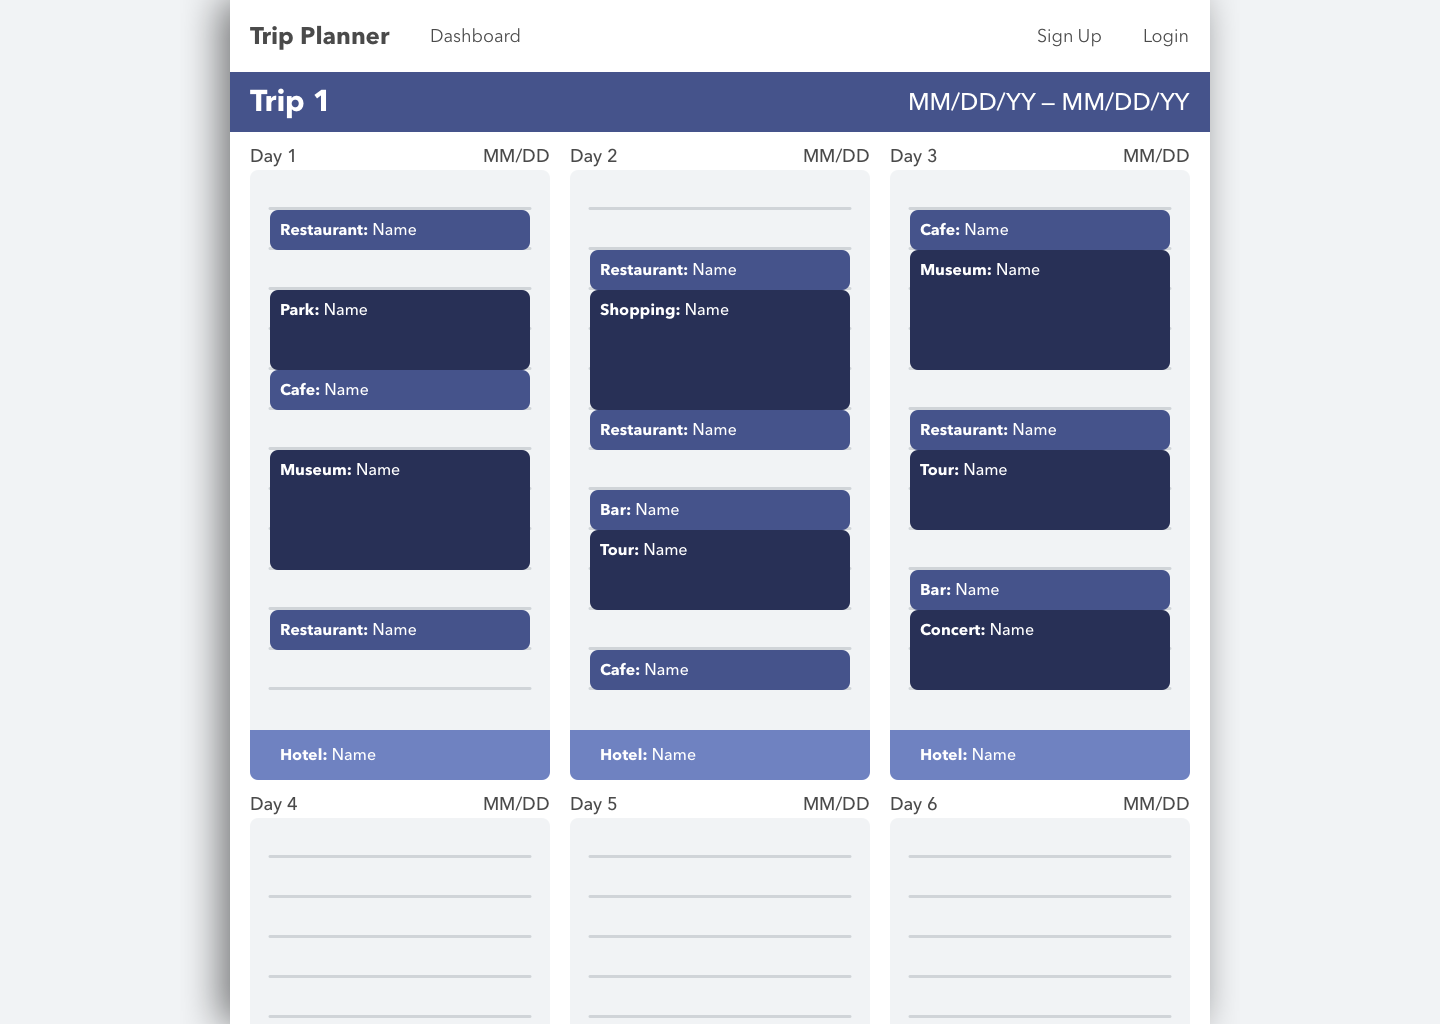 Trip Planner Dashboard Sign Up Login
Trip 1 MM/DD/YY – MM/DD/YY
Day 1 MM/DD
Restaurant: Name
Park: Name
Cafe: Name
Museum: Name
Restaurant: Name
Hotel: Name
Day 2 MM/DD
Restaurant: Name
Shopping: Name
Restaurant: Name
Bar: Name
Tour: Name
Cafe: Name
Hotel: Name
Day 3 MM/DD
Cafe: Name
Museum: Name
Restaurant: Name
Tour: Name
Bar: Name
Concert: Name
Hotel: Name
Day 4 MM/DD
Day 5 MM/DD
Day 6 MM/DD